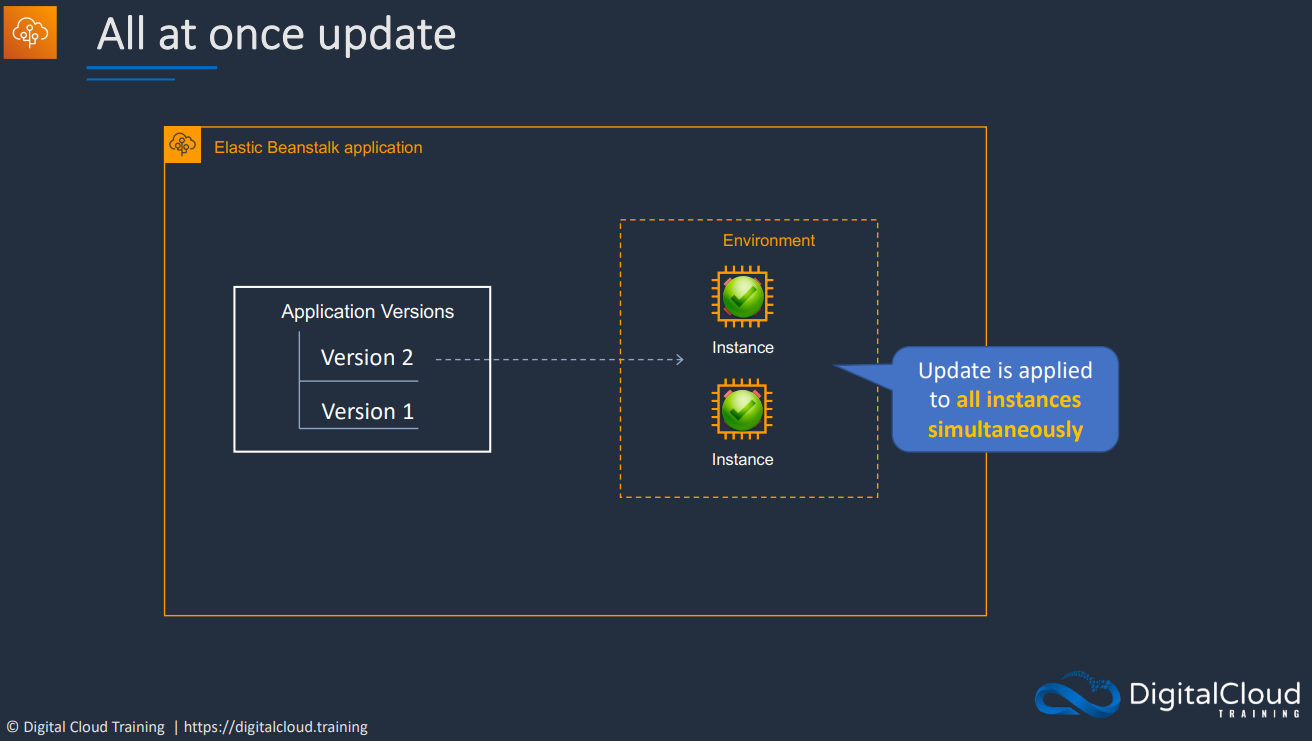 All at once update
Elastic Beanstalk application
Environment
Application Versions
Version 2
Version 1
Instance
Instance
Update is applied
to all instances
simultaneously
DigitalCloud
TRAINING
© Digital Cloud Training | https://digitalcloud.training